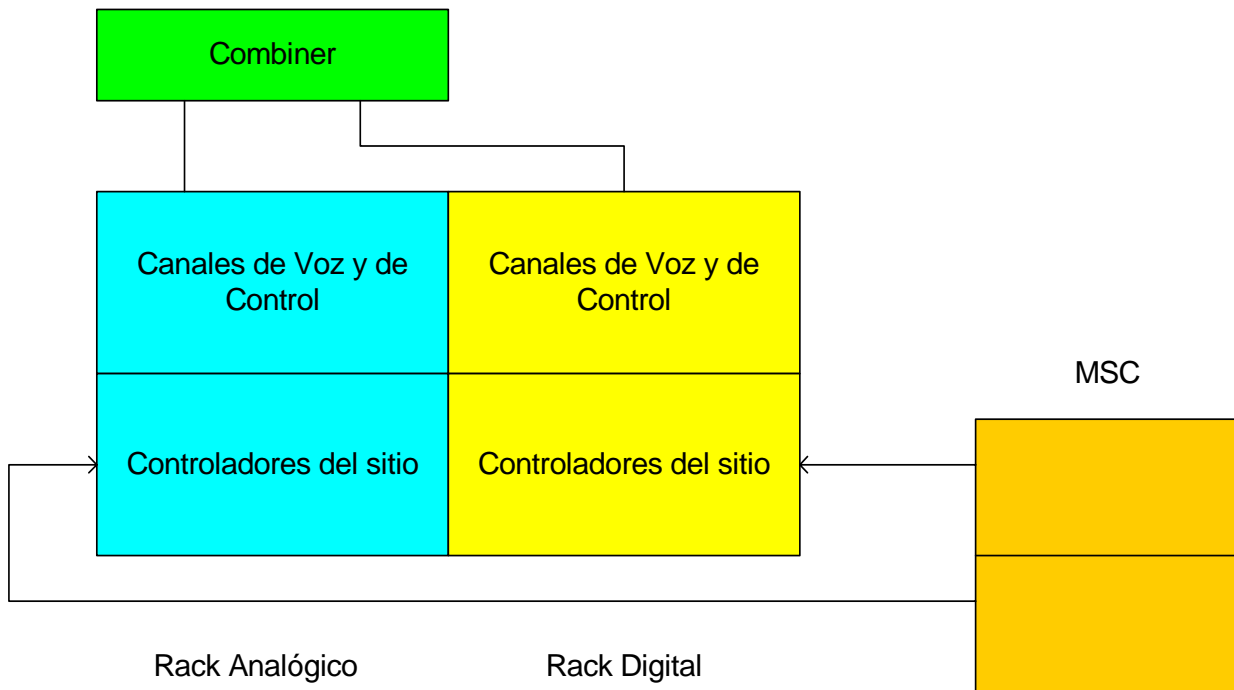 Combiner
Canales de Voz y de
Control
Canales de Voz y de
Control
MSC
Controladores del sitio
Controladores del sitio
Rack Analógico
Rack Digital